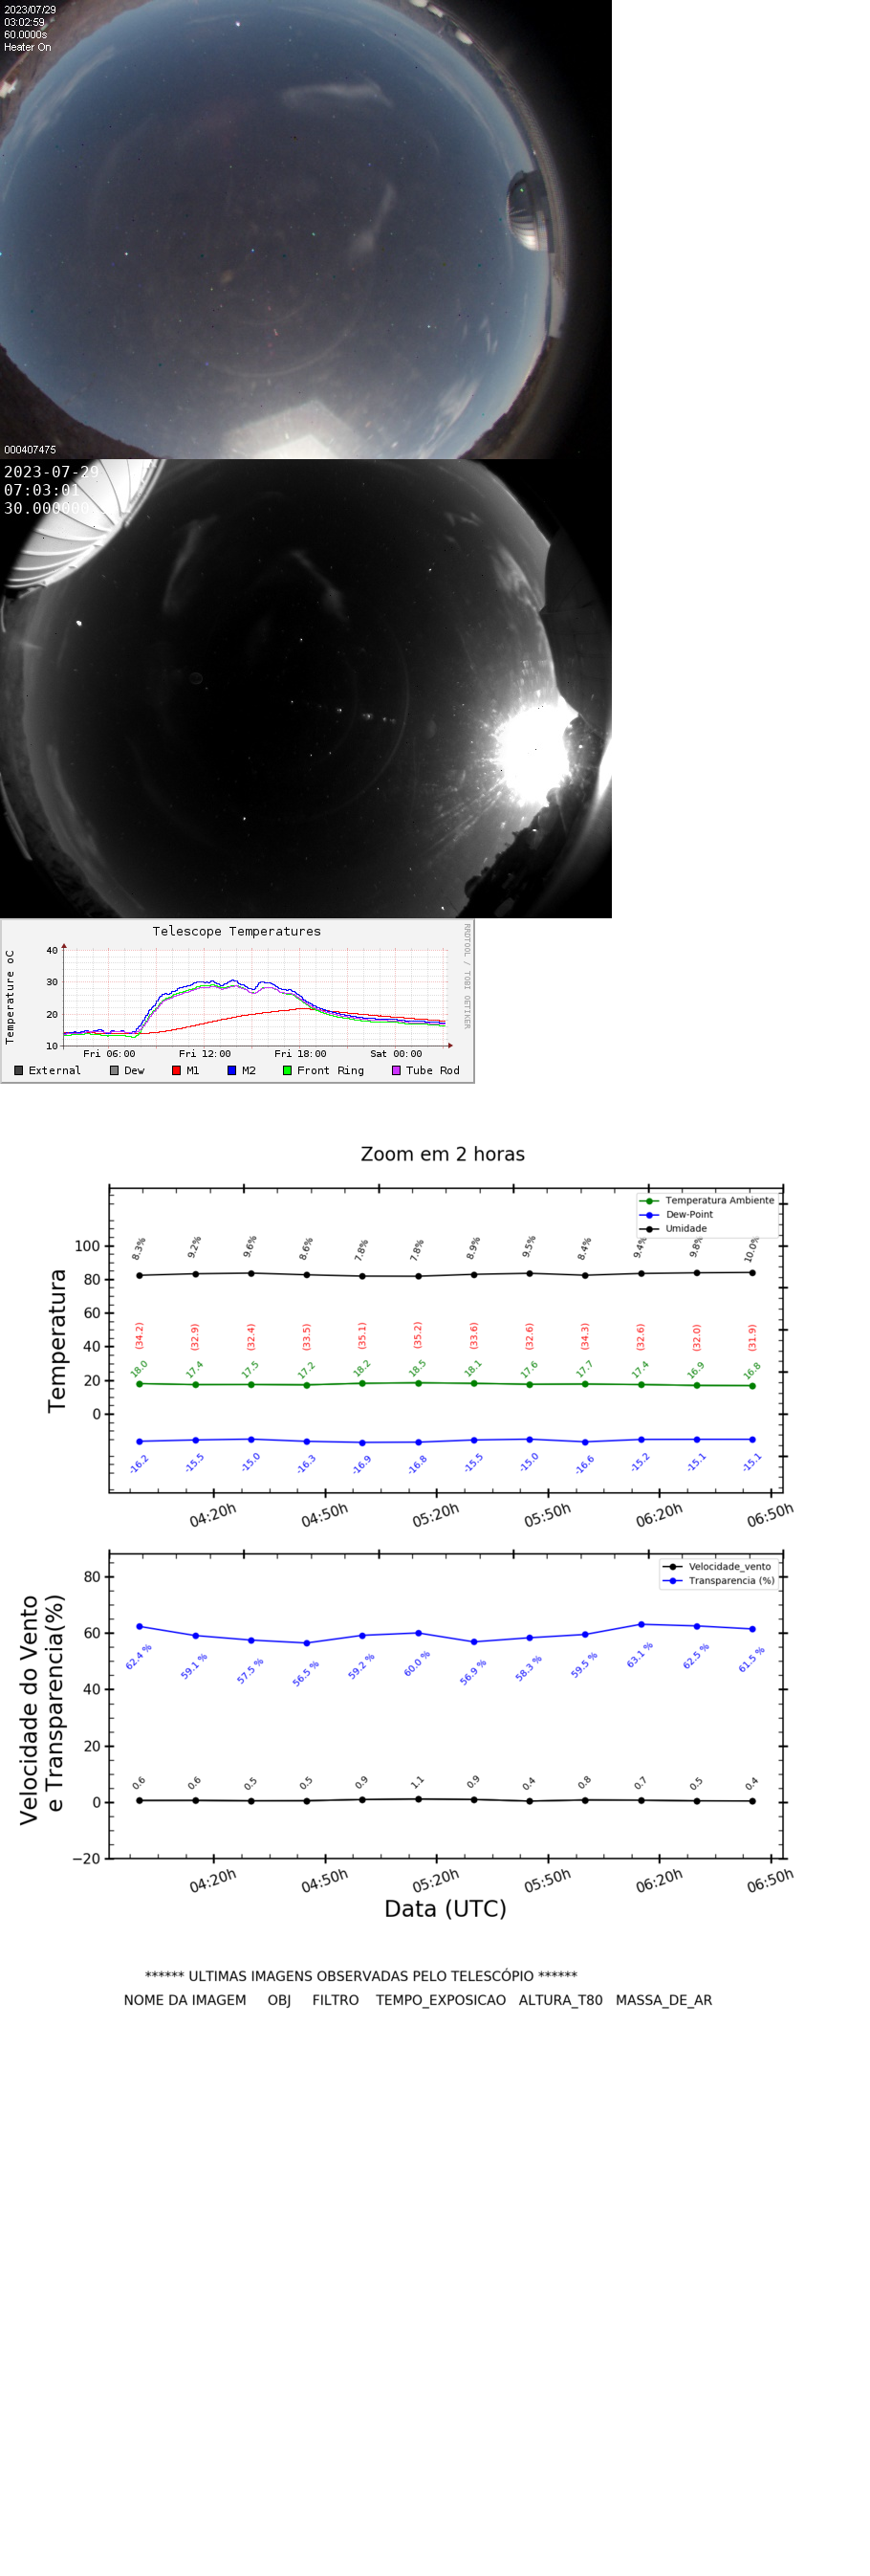 2023/07/29
03:02:59
60.0000s
Heater On
000407475
2023-07-29
07:03:01
30.000000
Telescope Temperatures
RRDTOOL / TOBI OETIKER
Temperature oC
40
30
20
10
Fri 06:00 Fri 12:00 Fri 18:00 Sat 00:00
External Dew M1 M2 Front Ring Tube Rod
Zoom em 2 horas
Temperatura Ambiente
Dew-Point
Umidade
Temperatura
100
80
60
40
20
0
8.3% 9.2% 9.6% 8.6% 7.8% 7.8% 8.9% 9.5% 8.4% 9.4% 9.8% 10.0%
(34.2) (32.9) (32.4) (33.5) (35.1) (35.2) (33.6) (32.6) (34.3) (32.6) (32.0) (31.9)
18.0 17.4 17.5 17.2 18.2 18.5 18.1 17.6 17.7 17.4 16.9 16.8
-16.2 -15.5 -15.0 -16.3 -16.9 -16.8 -15.5 -15.0 -16.6 -15.2 -15.1 -15.1
04:20h 04:50h 05:20h 05:50h 06:20h 06:50h
Velocidade_vento
Transparencia (%)
Velocidade do Vento
e Transparencia(%)
80
60
40
20
0
−20
62.4 % 59.1 % 57.5 % 56.5 % 59.2 % 60.0 % 56.9 % 58.3 % 59.5 % 63.1 % 62.5 % 61.5 %
0.6 0.6 0.5 0.5 0.9 1.1 0.9 0.4 0.8 0.7 0.5 0.4
04:20h 04:50h 05:20h 05:50h 06:20h 06:50h
Data (UTC)
****** ULTIMAS IMAGENS OBSERVADAS PELO TELESCÓPIO ******
NOME DA IMAGEM OBJ FILTRO TEMPO_EXPOSICAO ALTURA_T80 MASSA_DE_AR